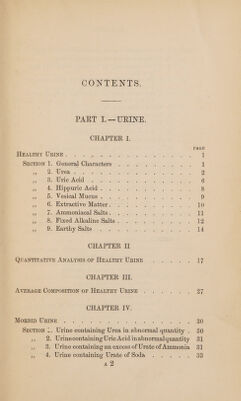 CONTENTS.
PART I.—URINE.
CHAPTER I.
PAGE
HEALTHY URINE . . . . . . . . . . . . 1
SECTION 1. General Characters . . . . . . . . 1
„ 2. Urea . . . . . . . . . . . . 2
„ 3. Uric Acid . . . . . . . . . . 6
„ 4. Hippuric Acid . . . . . . . . . 8
„ 5. Vesical Mucus . . . . . . . . . 9
„ 6. Extractive Matter . . . . . . . . 10
„ 7. Ammoniacal Salts . . . . . . . . 11
„ 8. Fixed Alkaline Salts . . . . . . . 12
„ 9. Earthy Salts . . . . . . . . . 14
CHAPTER II
QUANTITATIVE ANALYSIS OF HEALTHY URINE . . . . . 17
CHAPTER III.
AVERAGE COMPOSITION OF HEALTHY URINE . . . . . 27
CHAPTER IV.
MORBID URINE . . . . . . . . . . . . 30
SECTION 1. Urine containing Urea in abnormal quantity . 30
„ 2. Urine containing Uric Acid in abnormal quantity 31
„ 3. Urine containing an excess of Urate of Ammonia 31
„ 4. Urine containing Urate of Soda . . . . 33
A 2